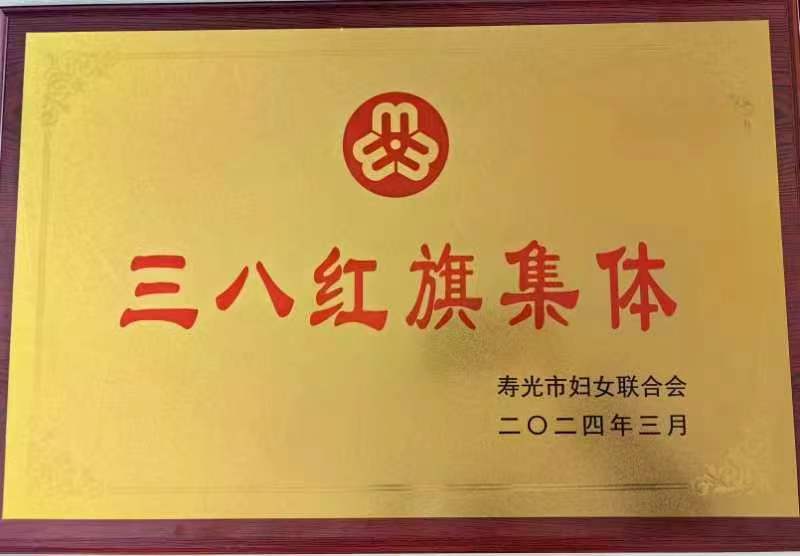 三八红旗集体
寿光市妇女联合会
二〇二四年三月